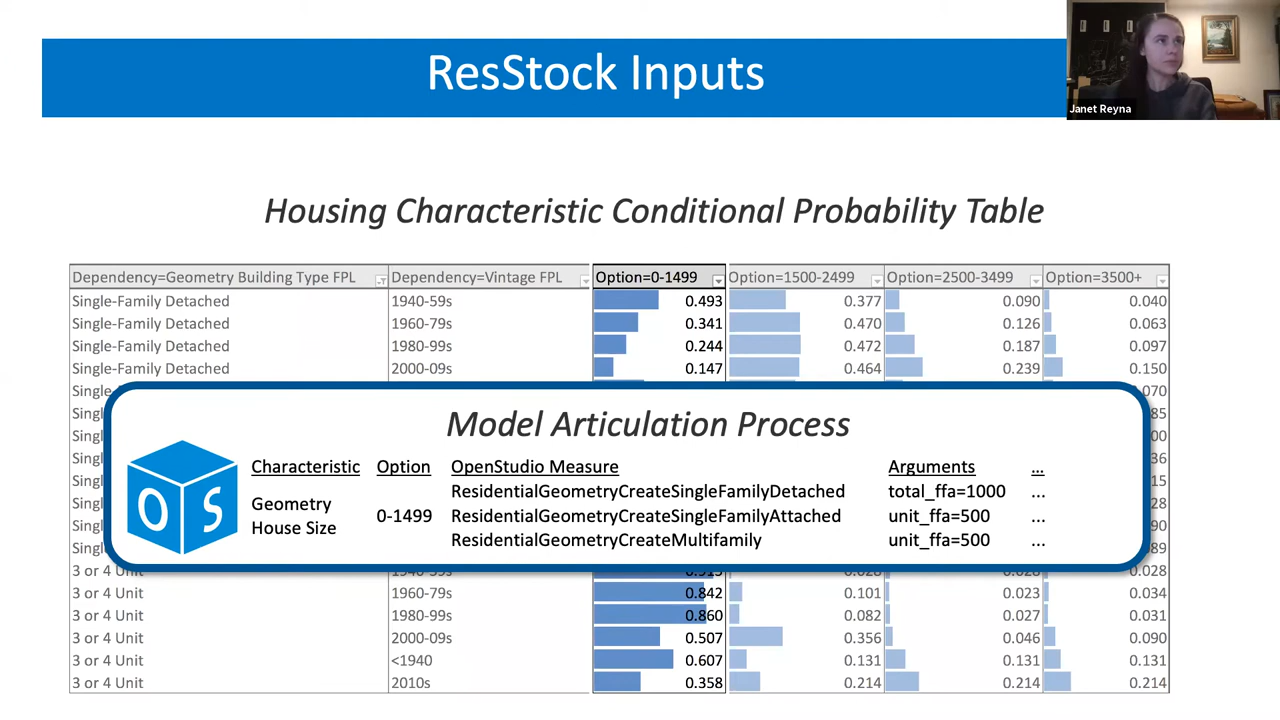 ResStock Inputs
Janet Reyna
Housing Characteristic Conditional Probability Table
Dependency=Geometry Building Type FPL Dependency=Vintage FPL Option=0-1499 Option=1500-2499 Option=2500-3499 Option=3500+
Single-Family Detached 1940-59s 0.493 0.377 0.090 0.040
Single-Family Detached 1960-79s 0.341 0.470 0.126 0.063
Single-Family Detached 1980-99s 0.244 0.472 0.187 0.097
Single-Family Detached 2000-09s 0.147 0.464 0.239 0.150
Model Articulation Process
OS
Characteristic Option OpenStudio Measure Arguments ...
Geometry House Size 0-1499
ResidentialGeometryCreateSingleFamilyDetached total_ffa=1000 ...
ResidentialGeometryCreateSingleFamilyAttached unit_ffa=500 ...
ResidentialGeometryCreateMultifamily unit_ffa=500 ...
3 or 4 Unit 0.028
3 or 4 Unit 1960-79s 0.842 0.101 0.023 0.034
3 or 4 Unit 1980-99s 0.860 0.082 0.027 0.031
3 or 4 Unit 2000-09s 0.507 0.356 0.046 0.090
3 or 4 Unit <1940 0.607 0.131 0.131 0.131
3 or 4 Unit 2010s 0.358 0.214 0.214 0.214